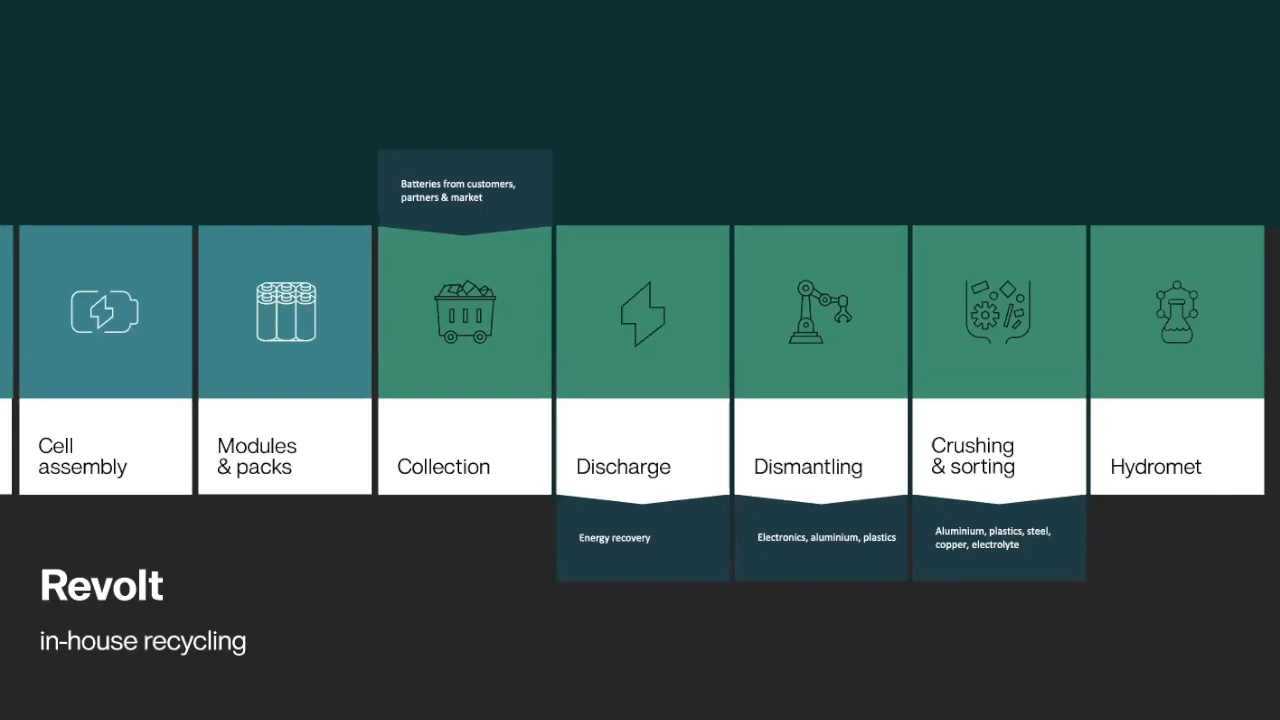 Batteries from customers,
partners & market
Cell
assembly
Modules
& packs
Collection
Discharge
Dismantling
Crushing
& sorting
Hydromet
Energy recovery
Electronics, aluminium, plastics
Aluminium, plastics, steel,
copper, electrolyte
Revolt
in-house recycling